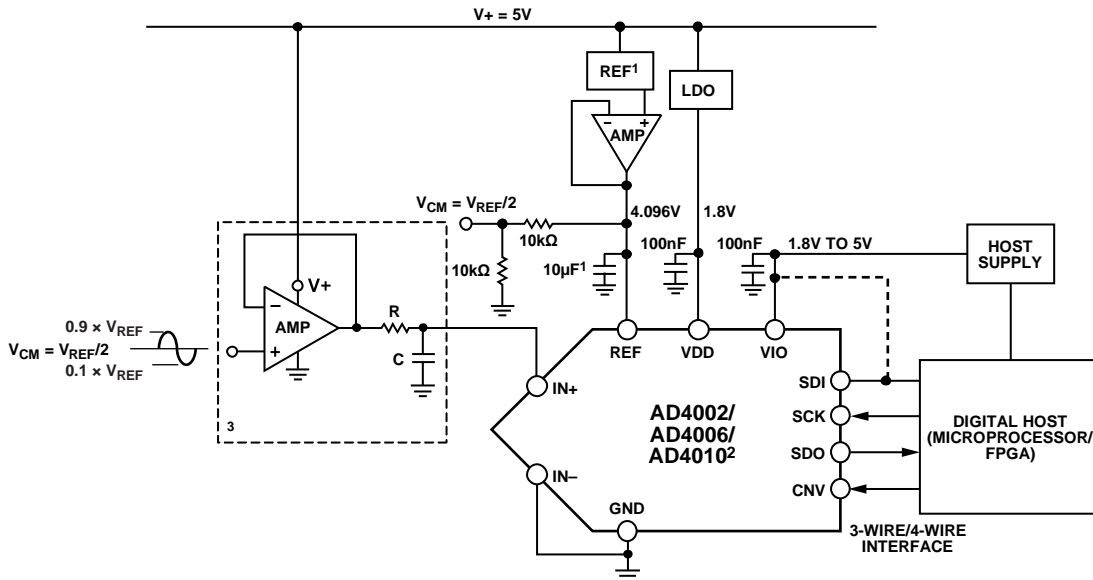 V+ = 5V
REF1
LDO
− +
AMP
VCM = VREF/2
4.096V
1.8V
10kΩ
10kΩ
10µF1
100nF
100nF
1.8V TO 5V
HOST
SUPPLY
V+
−
AMP
+
R
C
3
0.9 × VREF
VCM = VREF/2
0.1 × VREF
REF
VDD
VIO
IN+
IN−
AD4002/
AD4006/
AD40102
GND
SDI
SCK
SDO
CNV
DIGITAL HOST
(MICROPROCESSOR/
FPGA)
3-WIRE/4-WIRE
INTERFACE